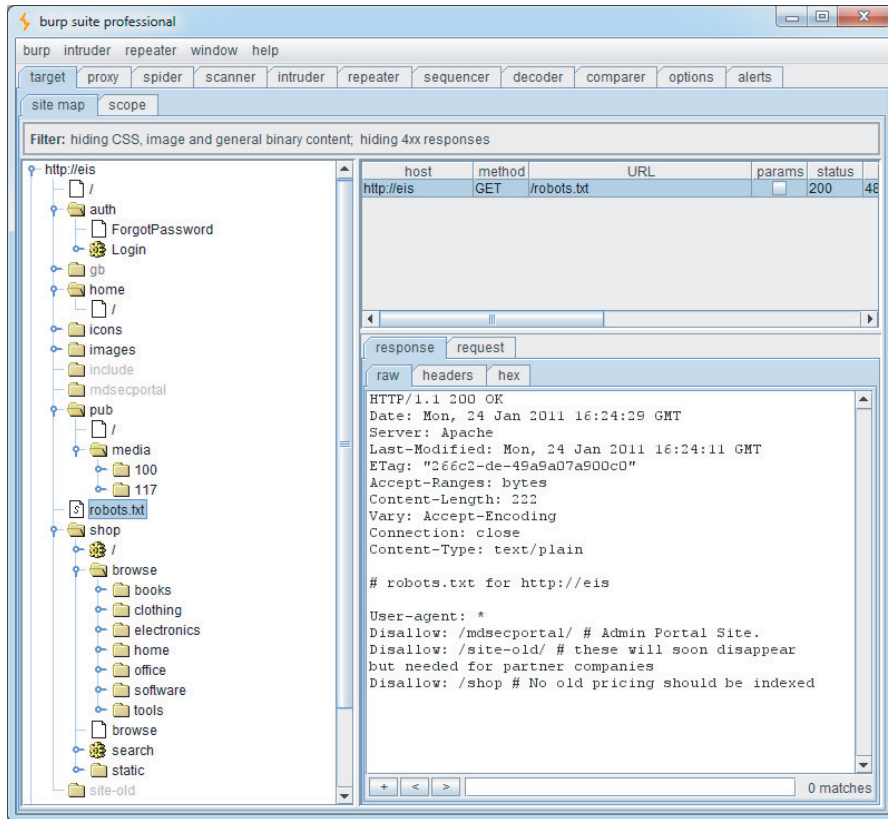 burp suite professional
burp intruder repeater window help
target proxy spider scanner intruder repeater sequencer decoder comparer options alerts
site map scope
Filter: hiding CSS, image and general binary content; hiding 4xx responses
http://eis
/
auth
ForgotPassword
Login
gb
home
/
icons
images
include
mdsecportal
pub
/
media
100
117
robots.txt
shop
/
browse
books
clothing
electronics
home
office
software
tools
browse
search
static
site-old
host method URL params status
http://eis GET /robots.txt 200 48
response request
raw headers hex
HTTP/1.1 200 OK
Date: Mon, 24 Jan 2011 16:24:29 GMT
Server: Apache
Last-Modified: Mon, 24 Jan 2011 16:24:11 GMT
ETag: "266c2-de-49a9a07a900c0"
Accept-Ranges: bytes
Content-Length: 222
Vary: Accept-Encoding
Connection: close
Content-Type: text/plain
# robots.txt for http://eis
User-agent: *
Disallow: /mdsecportal/ # Admin Portal Site.
Disallow: /site-old/ # these will soon disappear
but needed for partner companies
Disallow: /shop # No old pricing should be indexed
+ < > 0 matches